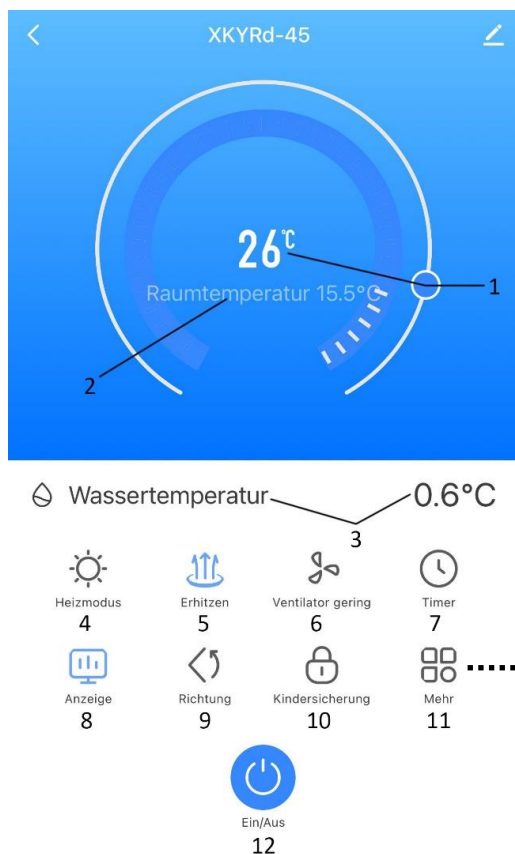 XKYRd-45
26°C
1
Raumtemperatur 15.5°C
2
Wassertemperatur 0.6°C
3
Heizmodus Erhitzen Ventilator gering Timer
4 5 6 7
Anzeige Richtung Kindersicherung Mehr
8 9 10 11
Ein/Aus
12